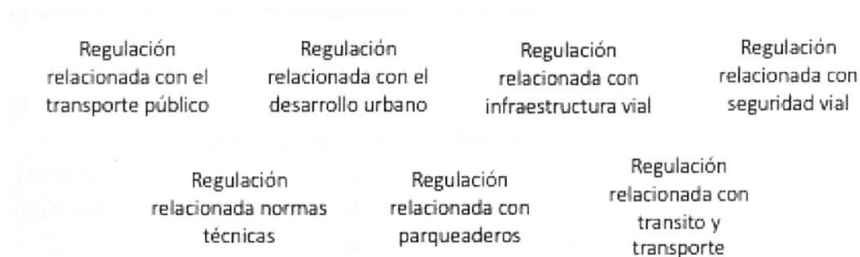 Regulación
relacionada con el
transporte público
Regulación
relacionada con el
desarrollo urbano
Regulación
relacionada con
infraestructura vial
Regulación
relacionada con
seguridad vial
Regulación
relacionada normas
técnicas
Regulación
relacionada con
parqueaderos
Regulación
relacionada con
transito y
transporte